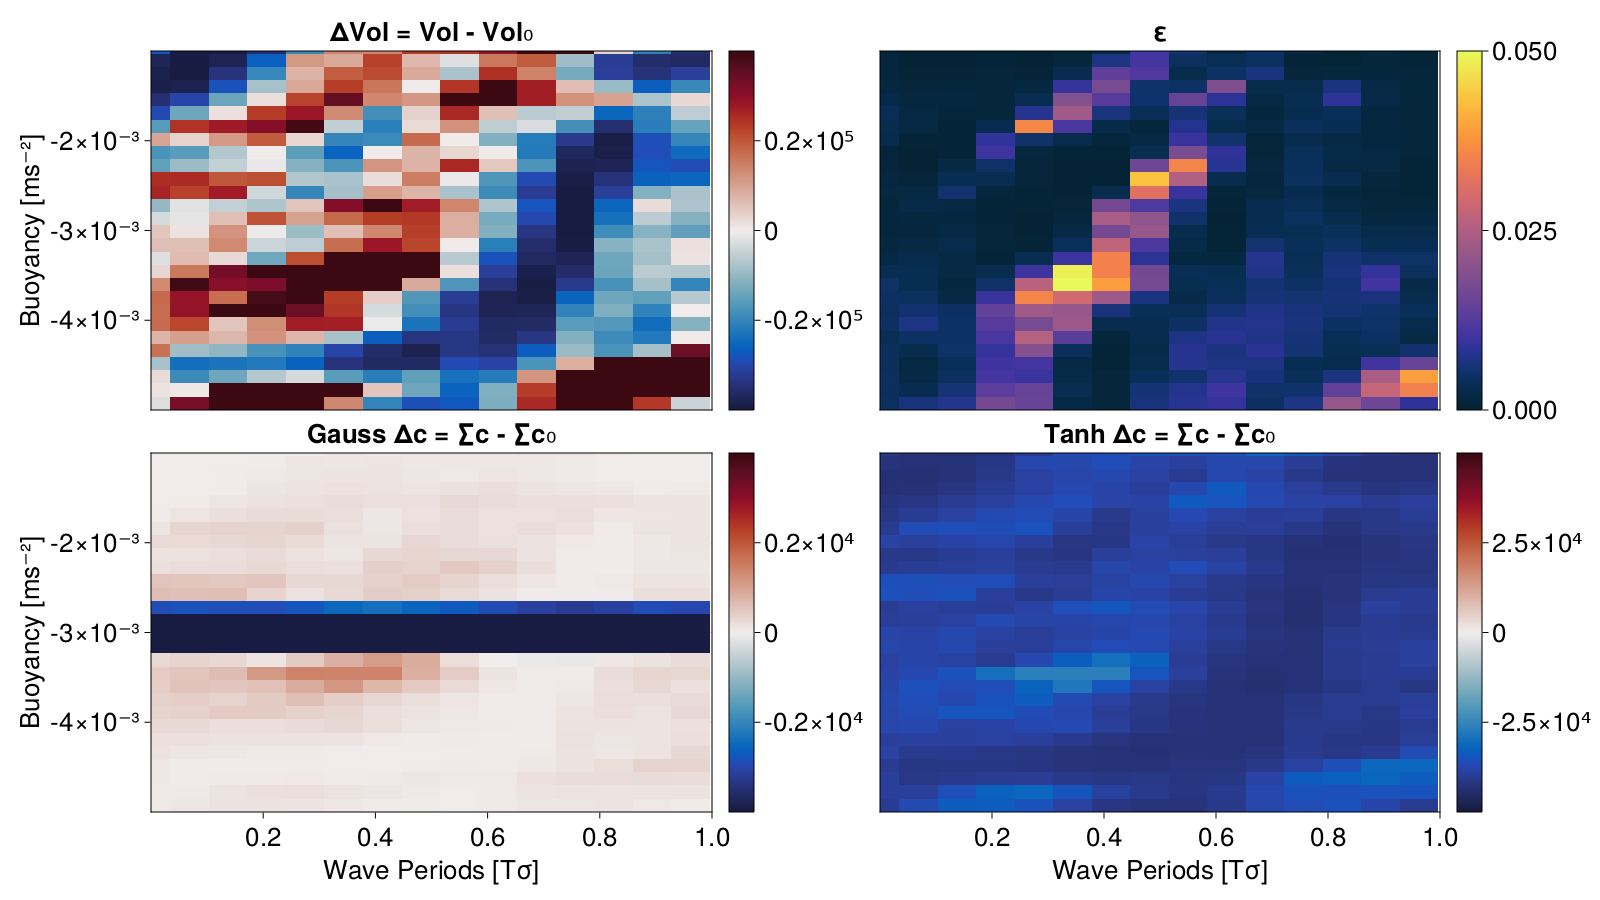 ΔVol = Vol - Vol₀
ε
Buoyancy [ms⁻²]
-2×10⁻³
-3×10⁻³
-4×10⁻³
0.2×10⁵
0
-0.2×10⁵
0.050
0.025
0.000
Gauss Δc = ∑c - ∑c₀
Tanh Δc = ∑c - ∑c₀
Buoyancy [ms⁻²]
-2×10⁻³
-3×10⁻³
-4×10⁻³
0.2×10⁴
0
-0.2×10⁴
2.5×10⁴
0
-2.5×10⁴
0.2 0.4 0.6 0.8 1.0
0.2 0.4 0.6 0.8 1.0
Wave Periods [Tσ]
Wave Periods [Tσ]